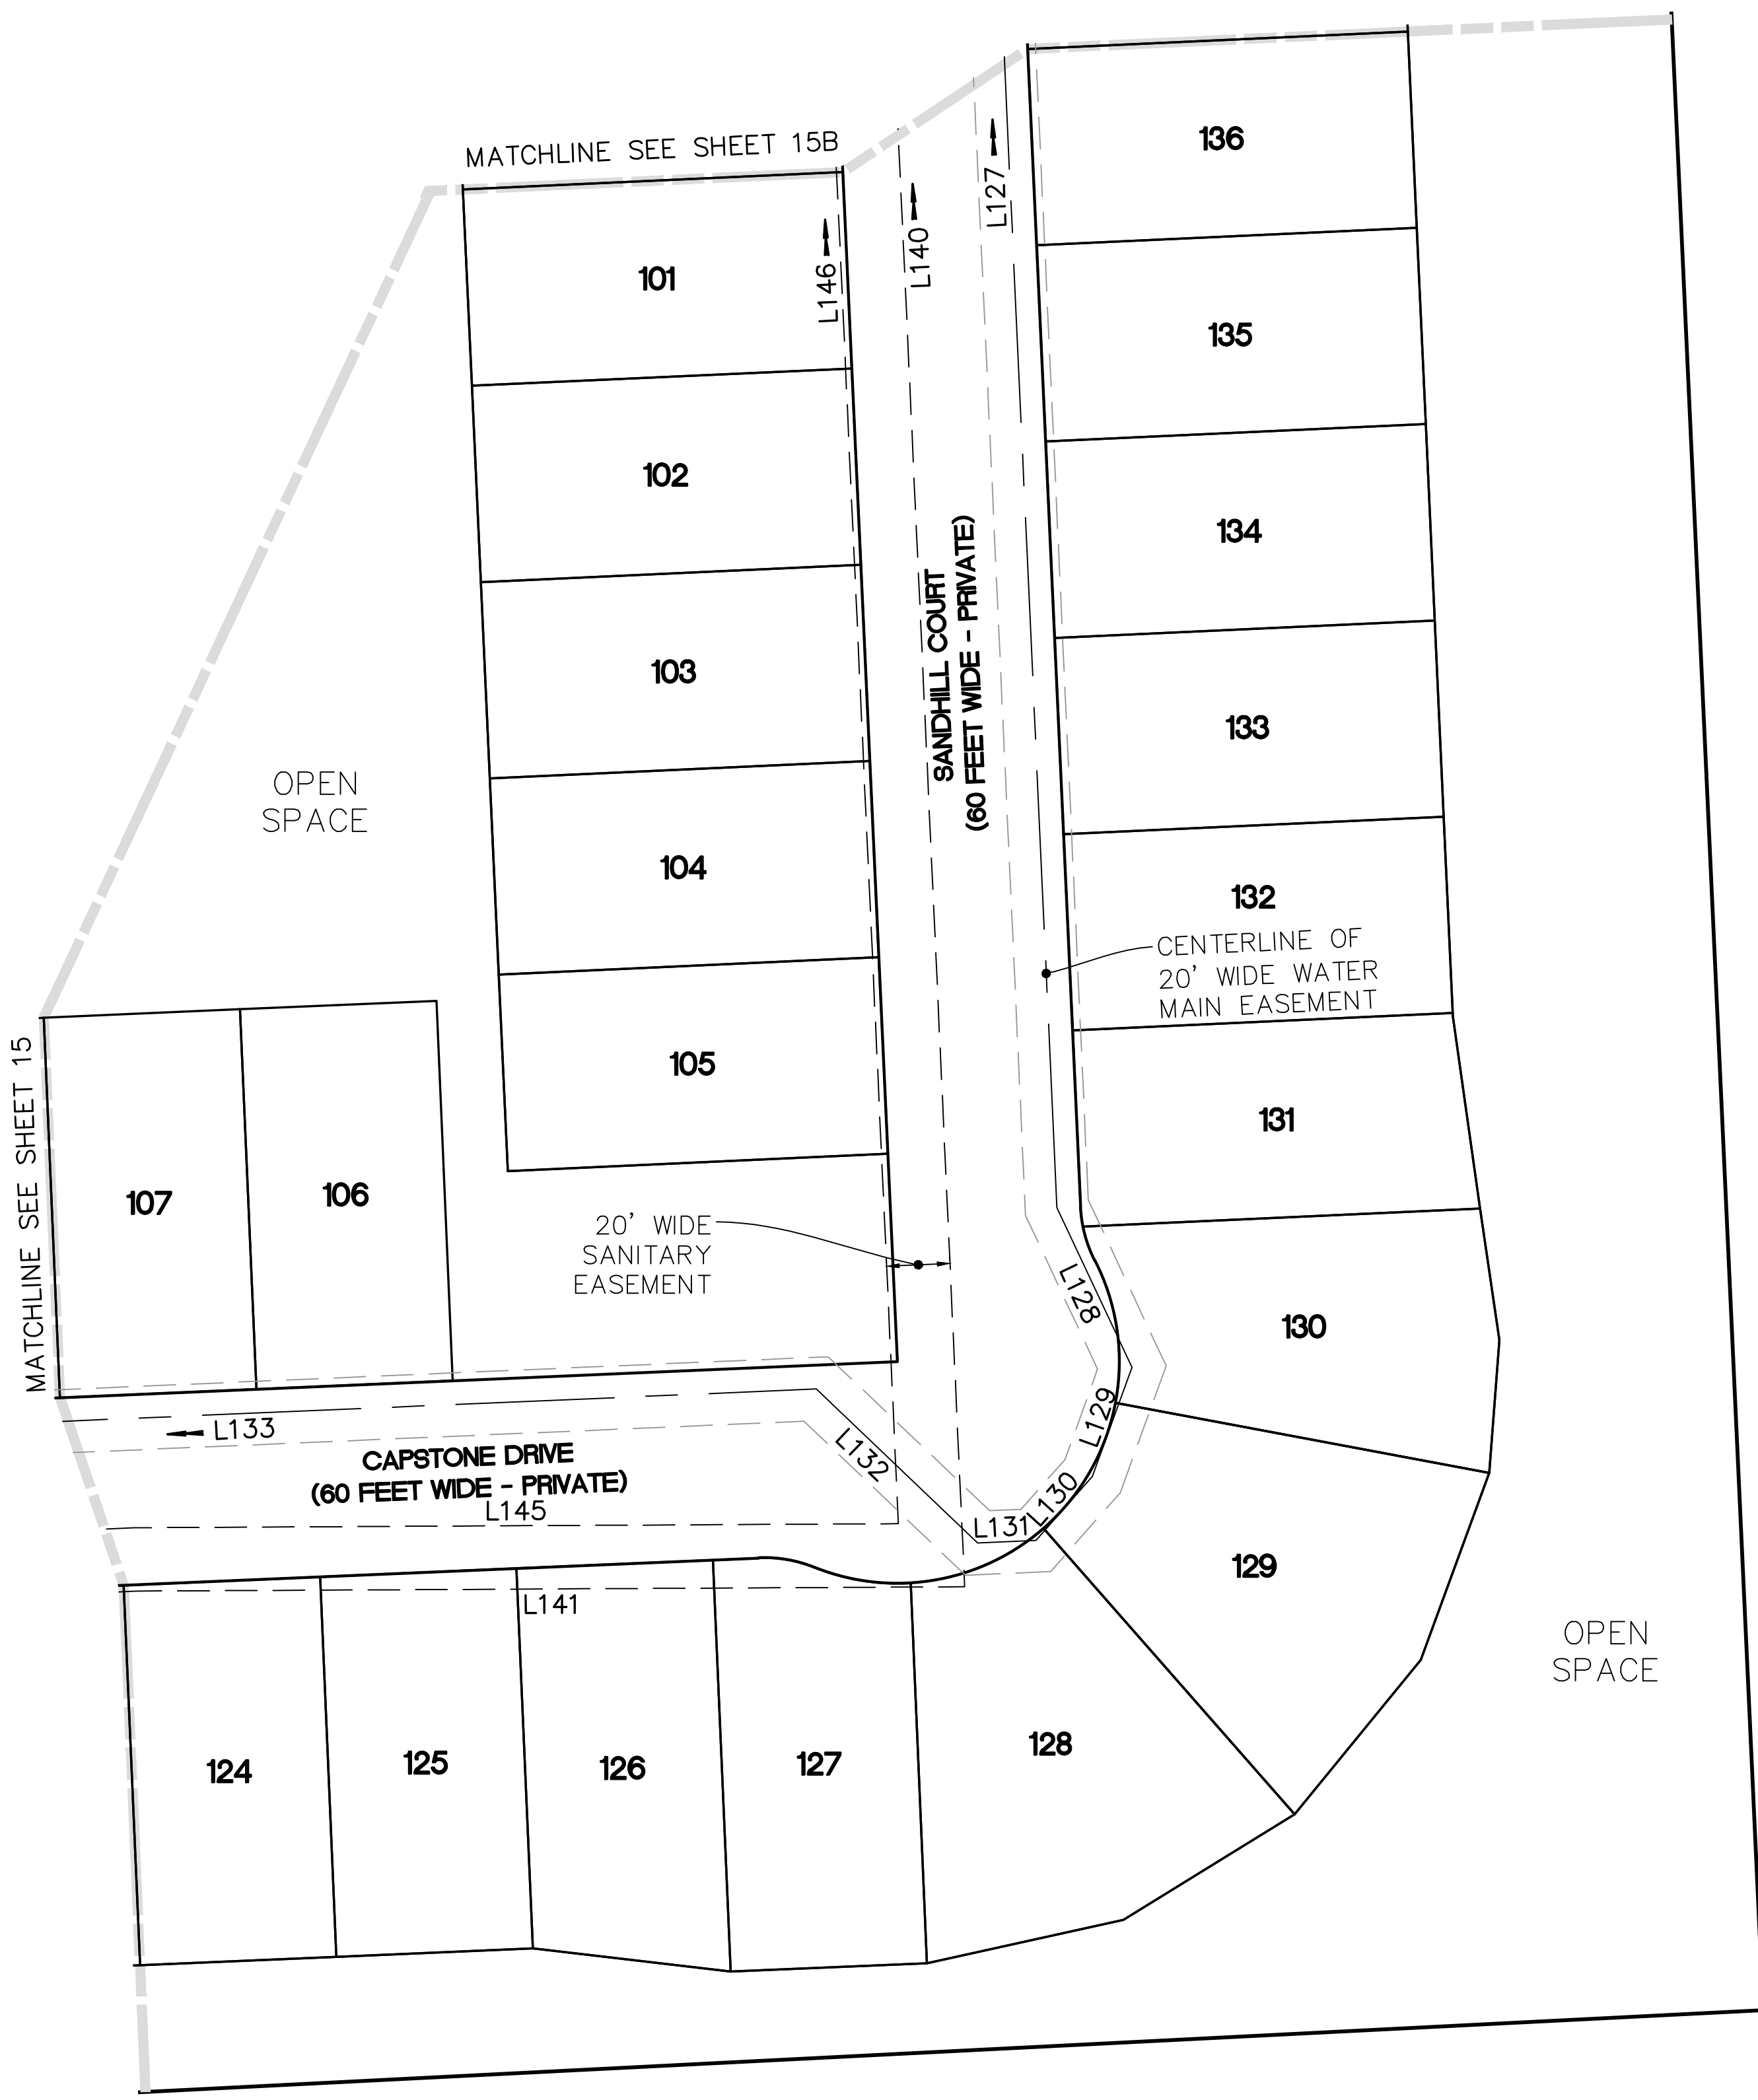 MATCHLINE SEE SHEET 15B
136
L127
L140
L146
101
135
102
134
SANDHILL COURT
(60 FEET WIDE - PRIVATE)
103
133
OPEN
SPACE
104
132
CENTERLINE OF
20' WIDE WATER
MAIN EASEMENT
105
131
MATCHLINE SEE SHEET 15
107
106
20' WIDE
SANITARY
EASEMENT
L128
130
L129
L133
L132
CAPSTONE DRIVE
(60 FEET WIDE - PRIVATE)
L145
L130
L131
129
L141
OPEN
SPACE
124
125
126
127
128